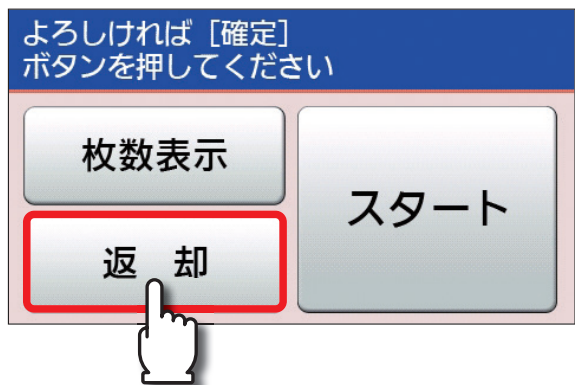 よろしければ［確定］
ボタンを押してください
枚数表示
スタート
返　却